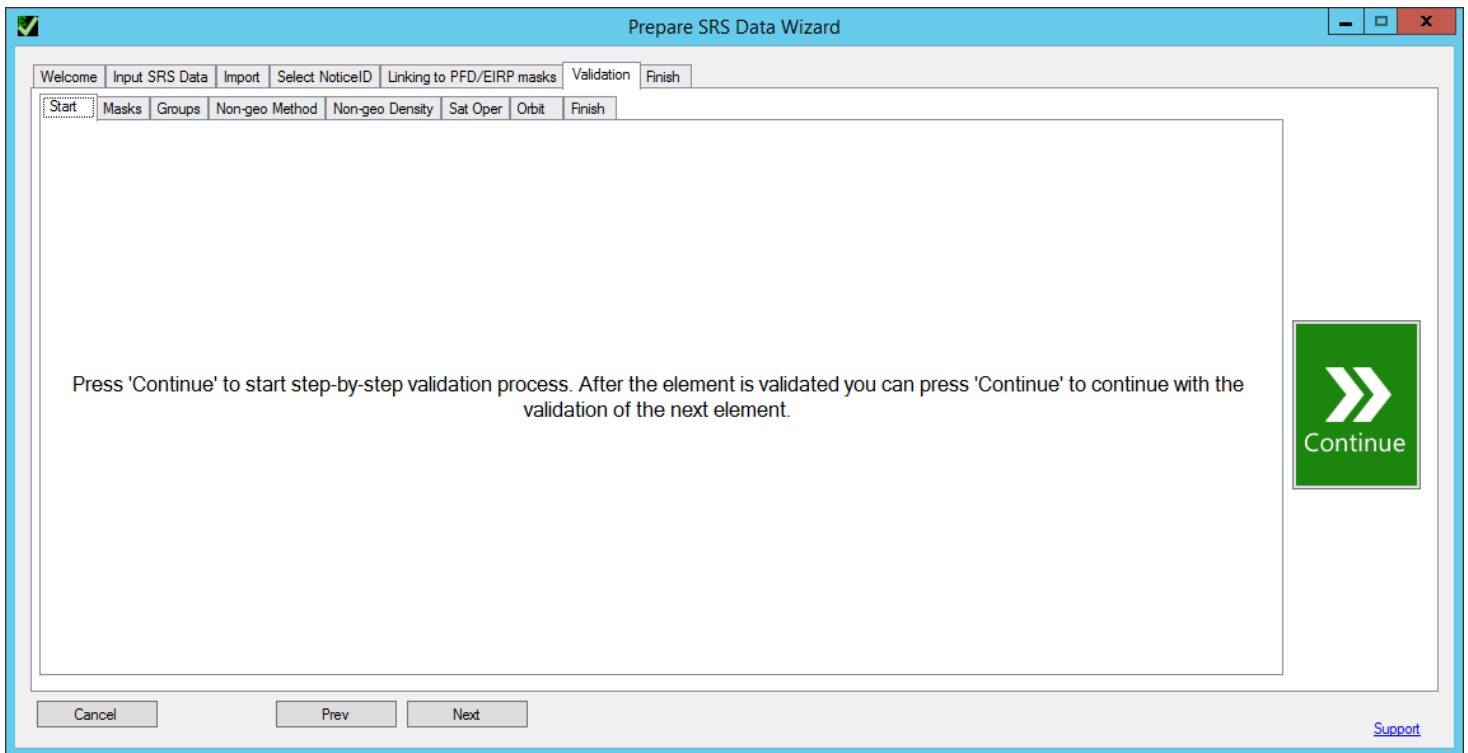 Prepare SRS Data Wizard
Welcome Input SRS Data Import Select NoticeID Linking to PFD/EIRP masks Validation Finish
Start Masks Groups Non-geo Method Non-geo Density Sat Oper Orbit Finish
Press 'Continue' to start step-by-step validation process. After the element is validated you can press 'Continue' to continue with the
validation of the next element.
Continue
Cancel Prev Next
Support